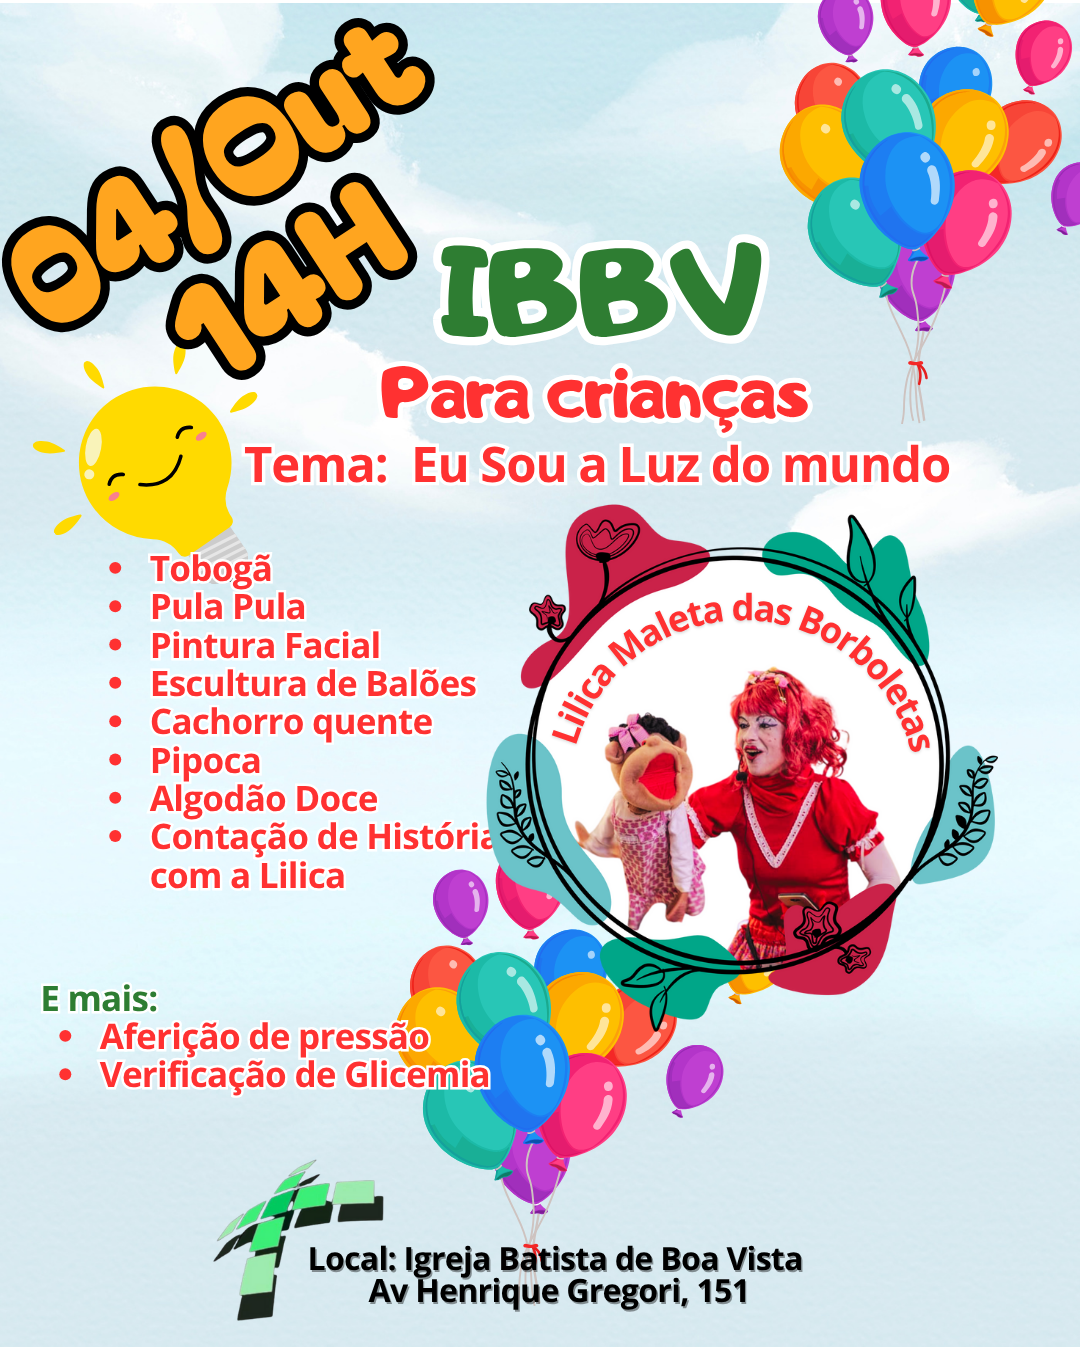 04/Out
14H
IBBV
Para crianças
Tema: Eu Sou a Luz do mundo
• Tobogã
• Pula Pula
• Pintura Facial
• Escultura de Balões
• Cachorro quente
• Pipoca
• Algodão Doce
• Contação de História
com a Lilica
Lilica Maleta das Borboletas
E mais:
• Aferição de pressão
• Verificação de Glicemia
Local: Igreja Batista de Boa Vista
Av Henrique Gregori, 151